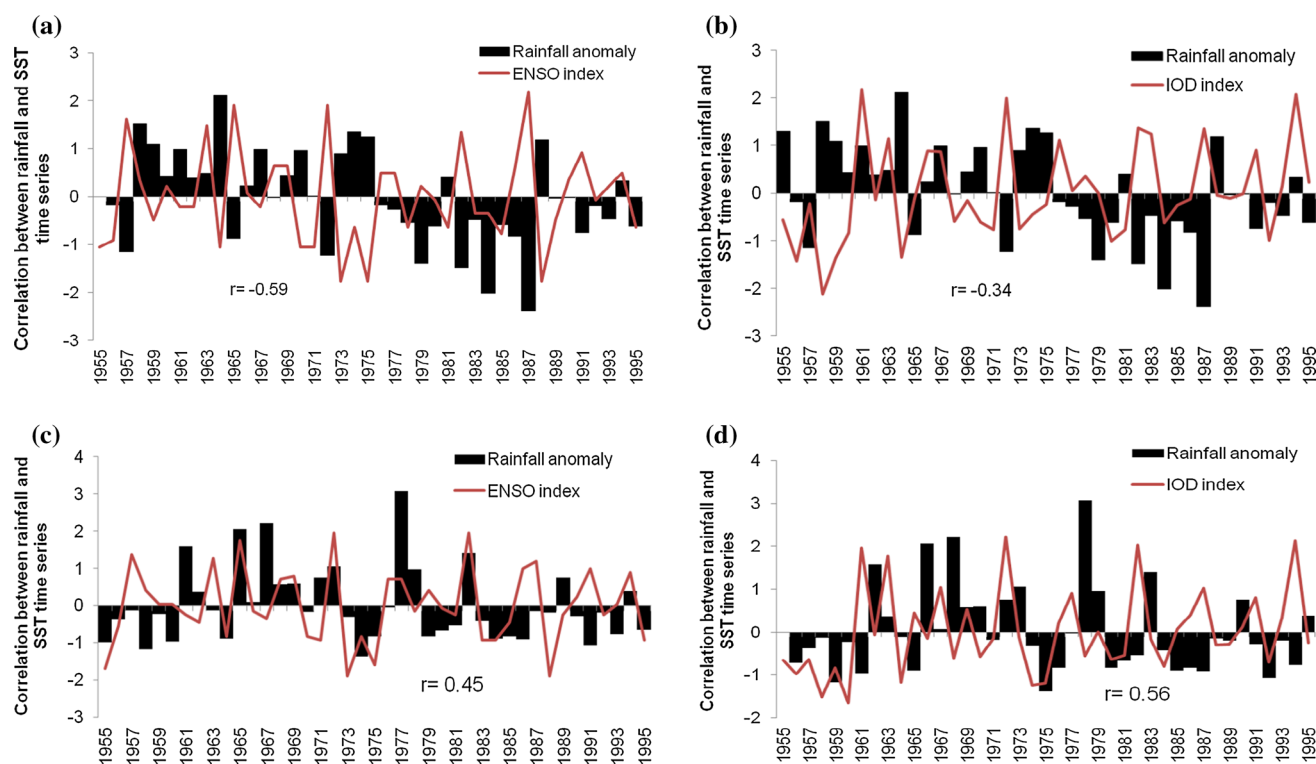 (a)
Correlation between rainfall and SST
time series
Rainfall anomaly
ENSO index
3
2
1
0
-1
-2
-3
r= -0.59
1955 1957 1959 1961 1963 1965 1967 1969 1971 1973 1975 1977 1979 1981 1983 1985 1987 1989 1991 1993 1995
(b)
Correlation between rainfall and
SST time series
Rainfall anomaly
IOD index
3
2
1
0
-1
-2
-3
r= -0.34
1955 1957 1959 1961 1963 1965 1967 1969 1971 1973 1975 1977 1979 1981 1983 1985 1987 1989 1991 1993 1995
(c)
Correlation between rainfall and
SST time series
Rainfall anomaly
ENSO index
4
3
2
1
0
-1
-2
-3
r= 0.45
1955 1957 1959 1961 1963 1965 1967 1969 1971 1973 1975 1977 1979 1981 1983 1985 1987 1989 1991 1993 1995
(d)
Correlation between rainfall and
SST time series
Rainfall anomaly
IOD index
4
3
2
1
0
-1
-2
r= 0.56
1955 1957 1959 1961 1963 1965 1967 1969 1971 1973 1975 1977 1979 1981 1983 1985 1987 1989 1991 1993 1995